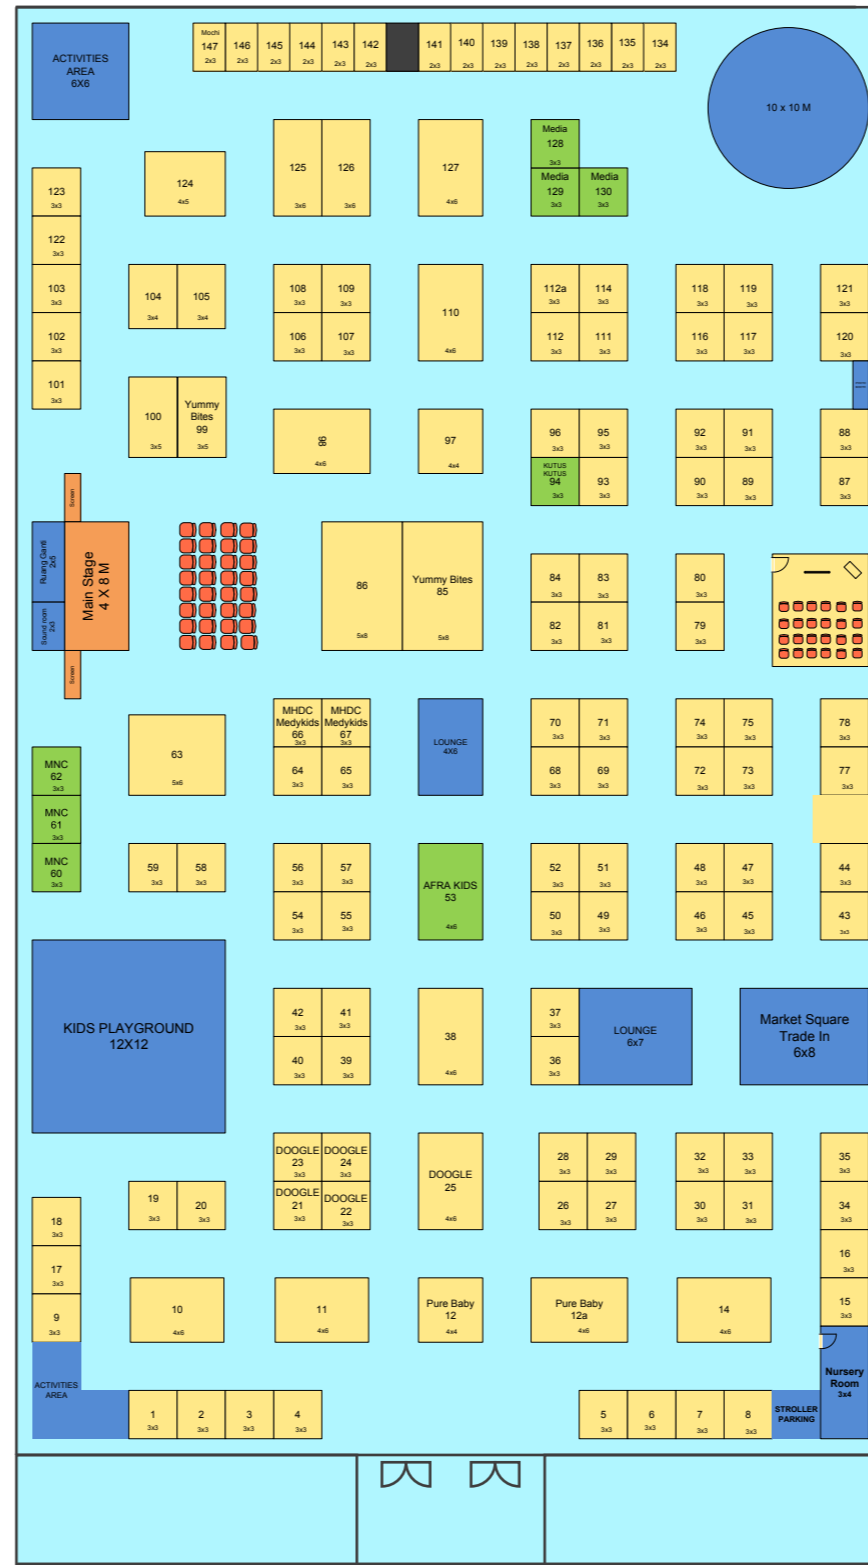 Mochi
147
2x3
146
2x3
145
2x3
144
2x3
143
2x3
142
2x3
141
2x3
140
2x3
139
2x3
138
2x3
137
2x3
136
2x3
135
2x3
134
2x3
ACTIVITIES
AREA
6X6
10 x 10 M
124
4x5
125
3x6
126
3x6
127
4x6
Media
128
3x3
Media
129
3x3
Media
130
3x3
123
3x3
122
3x3
103
3x3
102
3x3
101
3x3
104
3x4
105
3x4
108
3x3
109
3x3
106
3x3
107
3x3
110
4x6
112a
3x3
114
3x3
112
3x3
111
3x3
118
3x3
119
3x3
116
3x3
117
3x3
121
3x3
120
3x3
100
3x5
Yummy
Bites
99
3x5
98
4x6
97
4x4
96
3x3
95
3x3
KUTUS
KUTUS
94
3x3
93
3x3
92
3x3
91
3x3
90
3x3
89
3x3
88
3x3
87
3x3
Screen
Ruang Ganti
2x5
Sound room
2x3
Main Stage
4 X 8 M
Screen
86
5x8
Yummy Bites
85
5x8
84
3x3
83
3x3
82
3x3
81
3x3
80
3x3
79
3x3
63
5x6
MHDC
Medykids
66
3x3
MHDC
Medykids
67
3x3
64
3x3
65
3x3
LOUNGE
4X6
70
3x3
71
3x3
68
3x3
69
3x3
74
3x3
75
3x3
72
3x3
73
3x3
78
3x3
77
3x3
MNC
62
3x3
MNC
61
3x3
MNC
60
3x3
59
3x3
58
3x3
56
3x3
57
3x3
54
3x3
55
3x3
AFRA KIDS
53
4x6
52
3x3
51
3x3
50
3x3
49
3x3
48
3x3
47
3x3
46
3x3
45
3x3
44
3x3
43
3x3
KIDS PLAYGROUND
12X12
42
3x3
41
3x3
40
3x3
39
3x3
38
4x6
37
3x3
36
3x3
LOUNGE
6x7
Market Square
Trade In
6x8
DOOGLE
23
3x3
DOOGLE
24
3x3
DOOGLE
21
3x3
DOOGLE
22
3x3
DOOGLE
25
4x6
28
3x3
29
3x3
26
3x3
27
3x3
32
3x3
33
3x3
30
3x3
31
3x3
35
3x3
34
3x3
16
3x3
15
3x3
19
3x3
20
3x3
18
3x3
17
3x3
9
3x3
10
4x6
11
4x6
Pure Baby
12
4x4
Pure Baby
12a
4x6
14
4x6
ACTIVITIES
AREA
Nursery
Room
3x4
1
3x3
2
3x3
3
3x3
4
3x3
5
3x3
6
3x3
7
3x3
8
3x3
STROLLER
PARKING